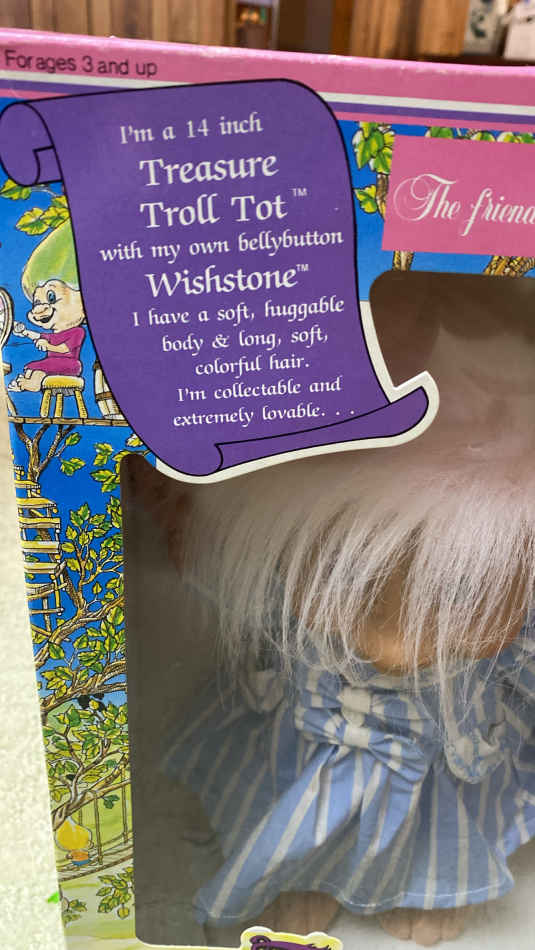 For ages 3 and up
I'm a 14 inch
Treasure
Troll Tot™
with my own bellybutton
Wishstone™
I have a soft, huggable
body & long, soft,
colorful hair.
I'm collectable and
extremely lovable. . .
The